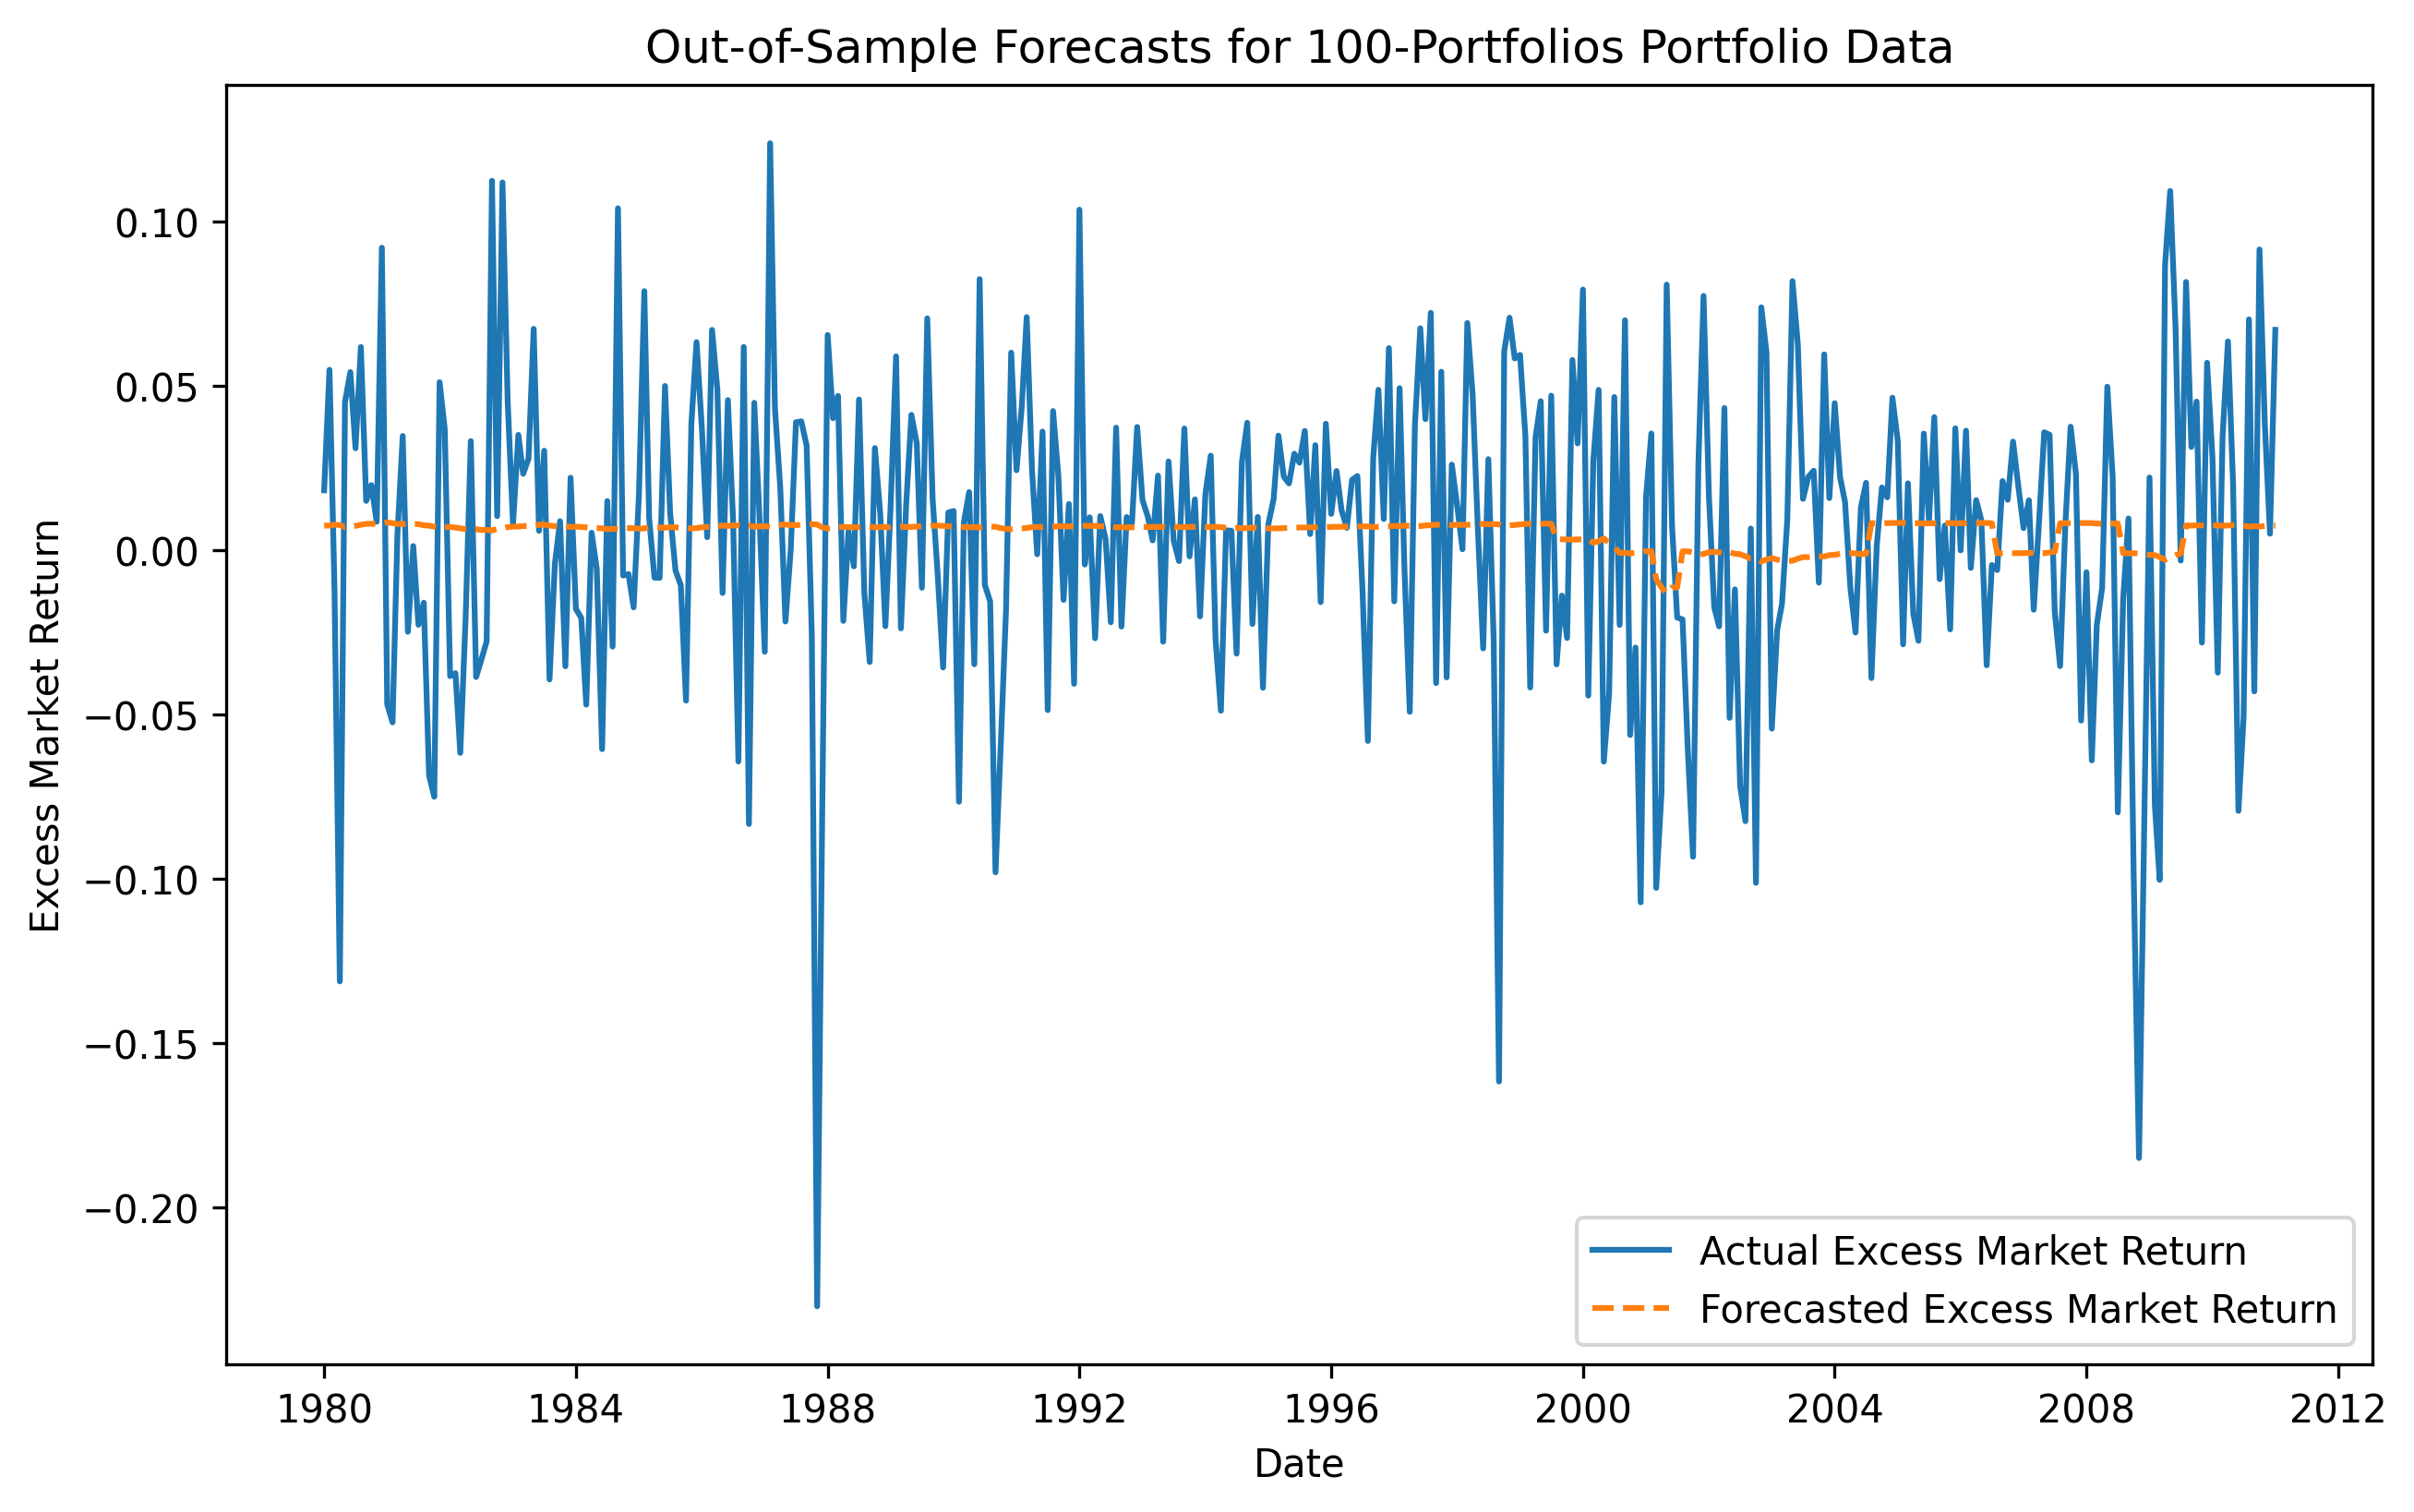 Out-of-Sample Forecasts for 100-Portfolios Portfolio Data
Excess Market Return
0.10
0.05
0.00
−0.05
−0.10
−0.15
−0.20
Actual Excess Market Return
Forecasted Excess Market Return
1980 1984 1988 1992 1996 2000 2004 2008 2012
Date